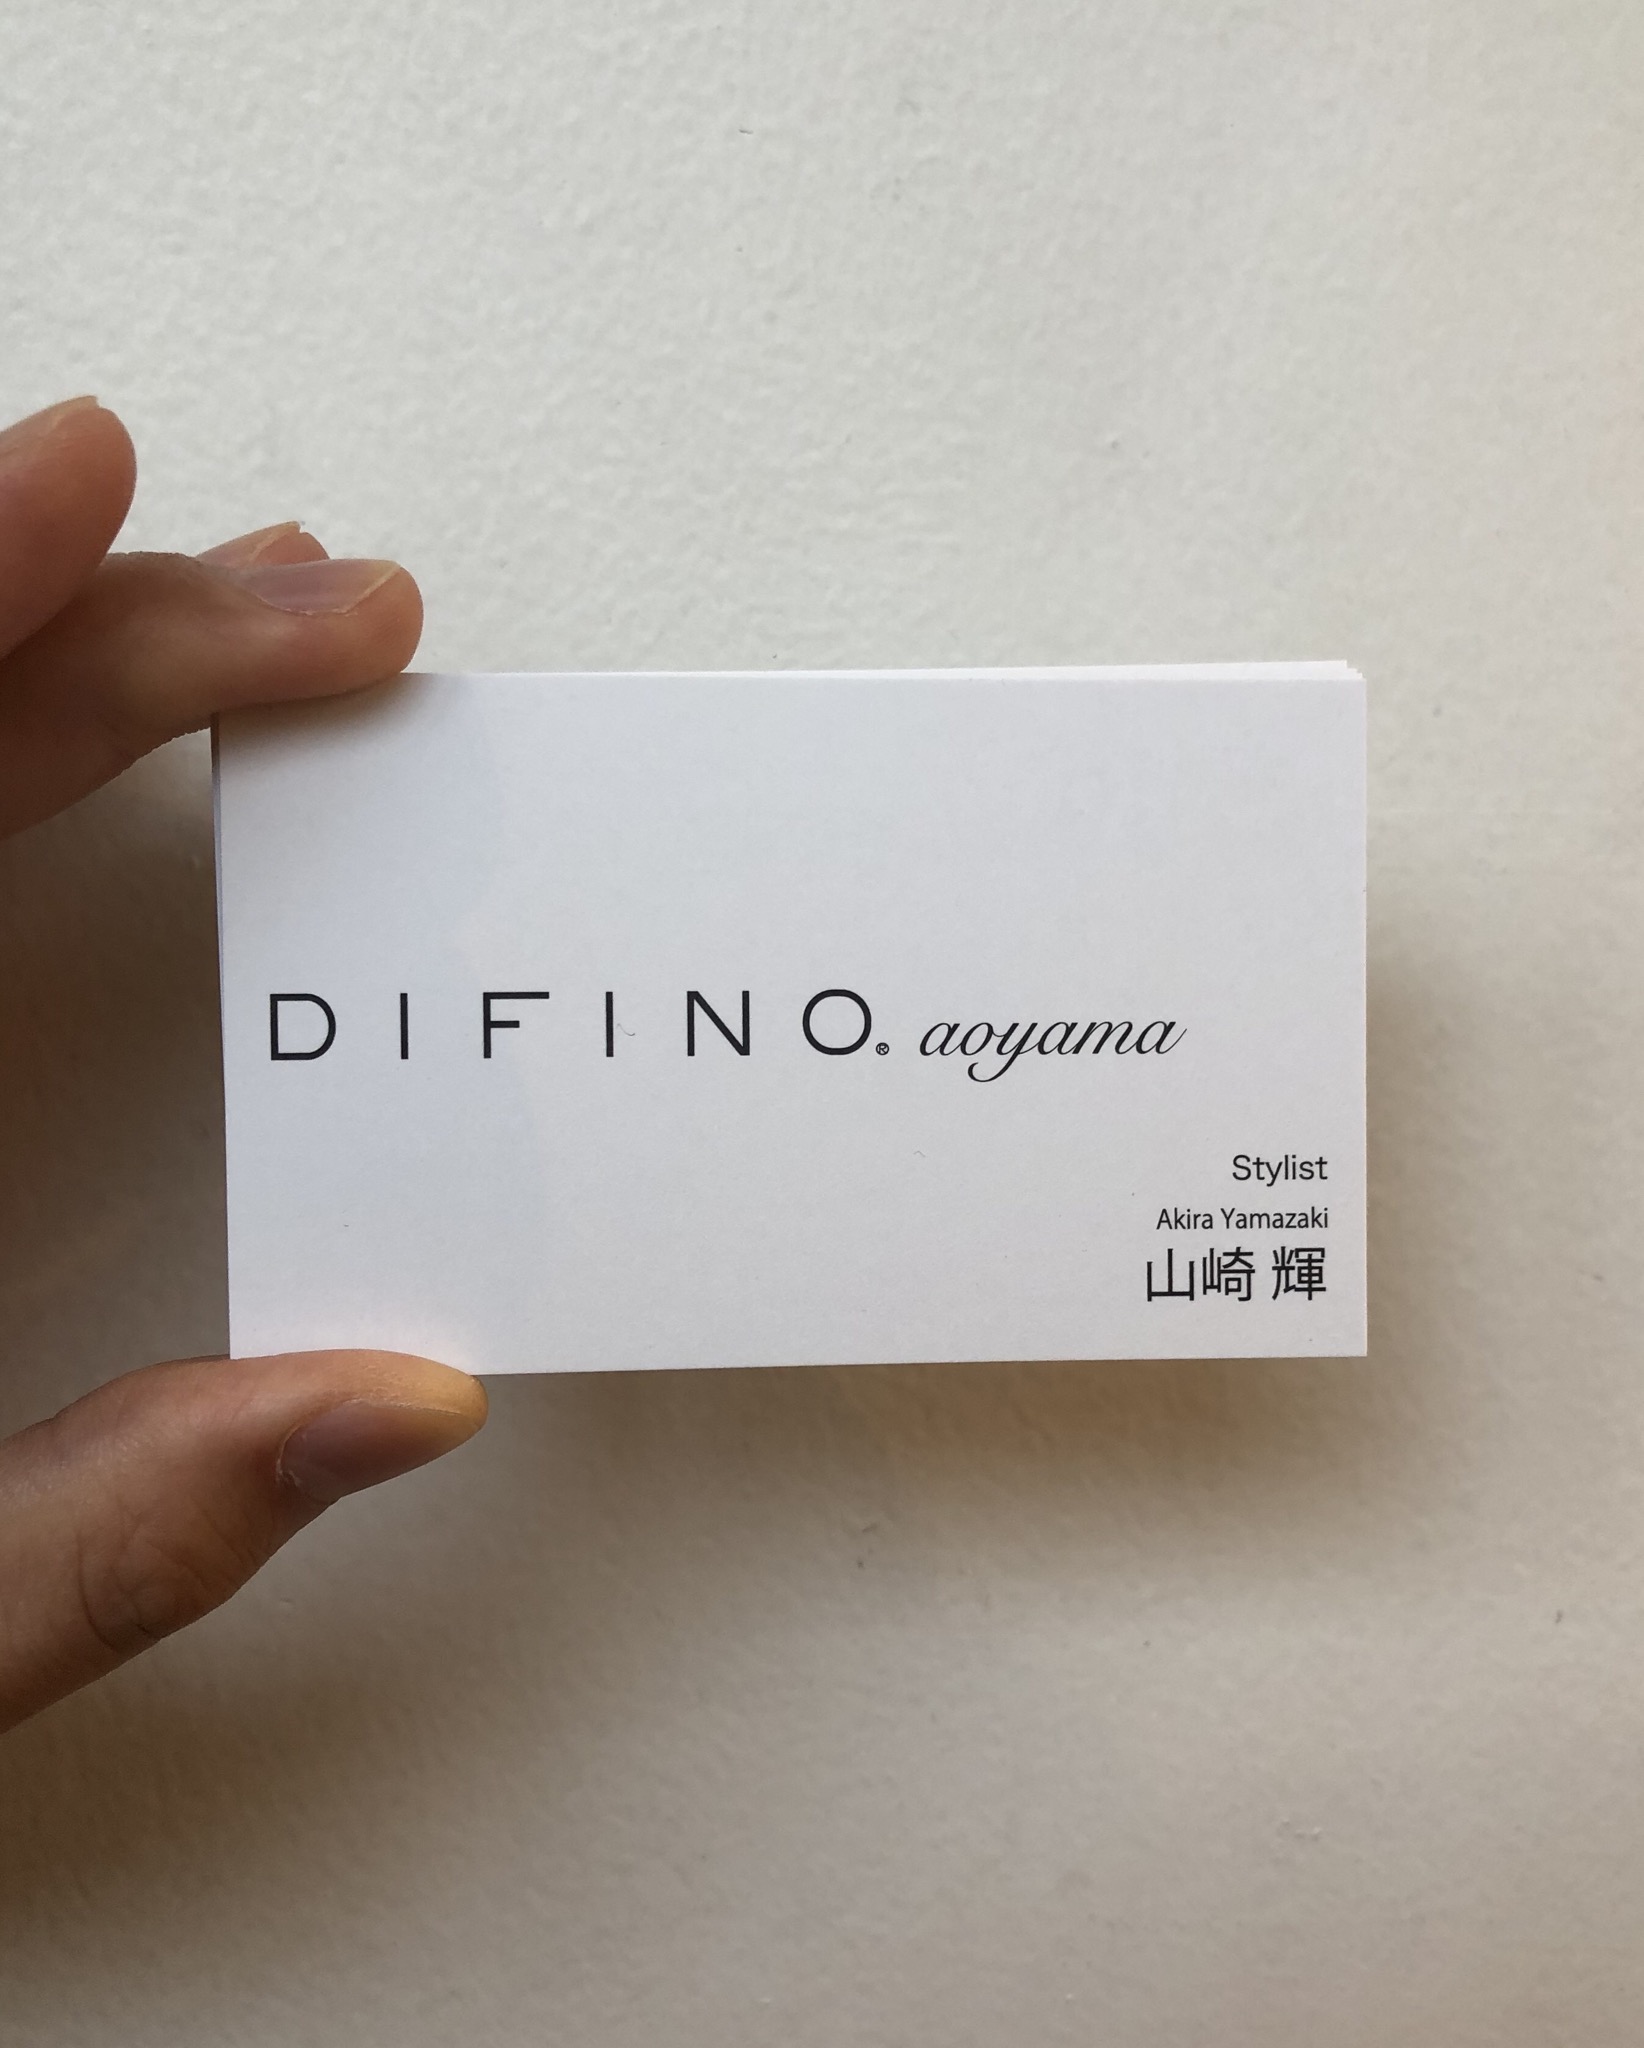 DIFINO® aoyama
Stylist
Akira Yamazaki
山崎 輝